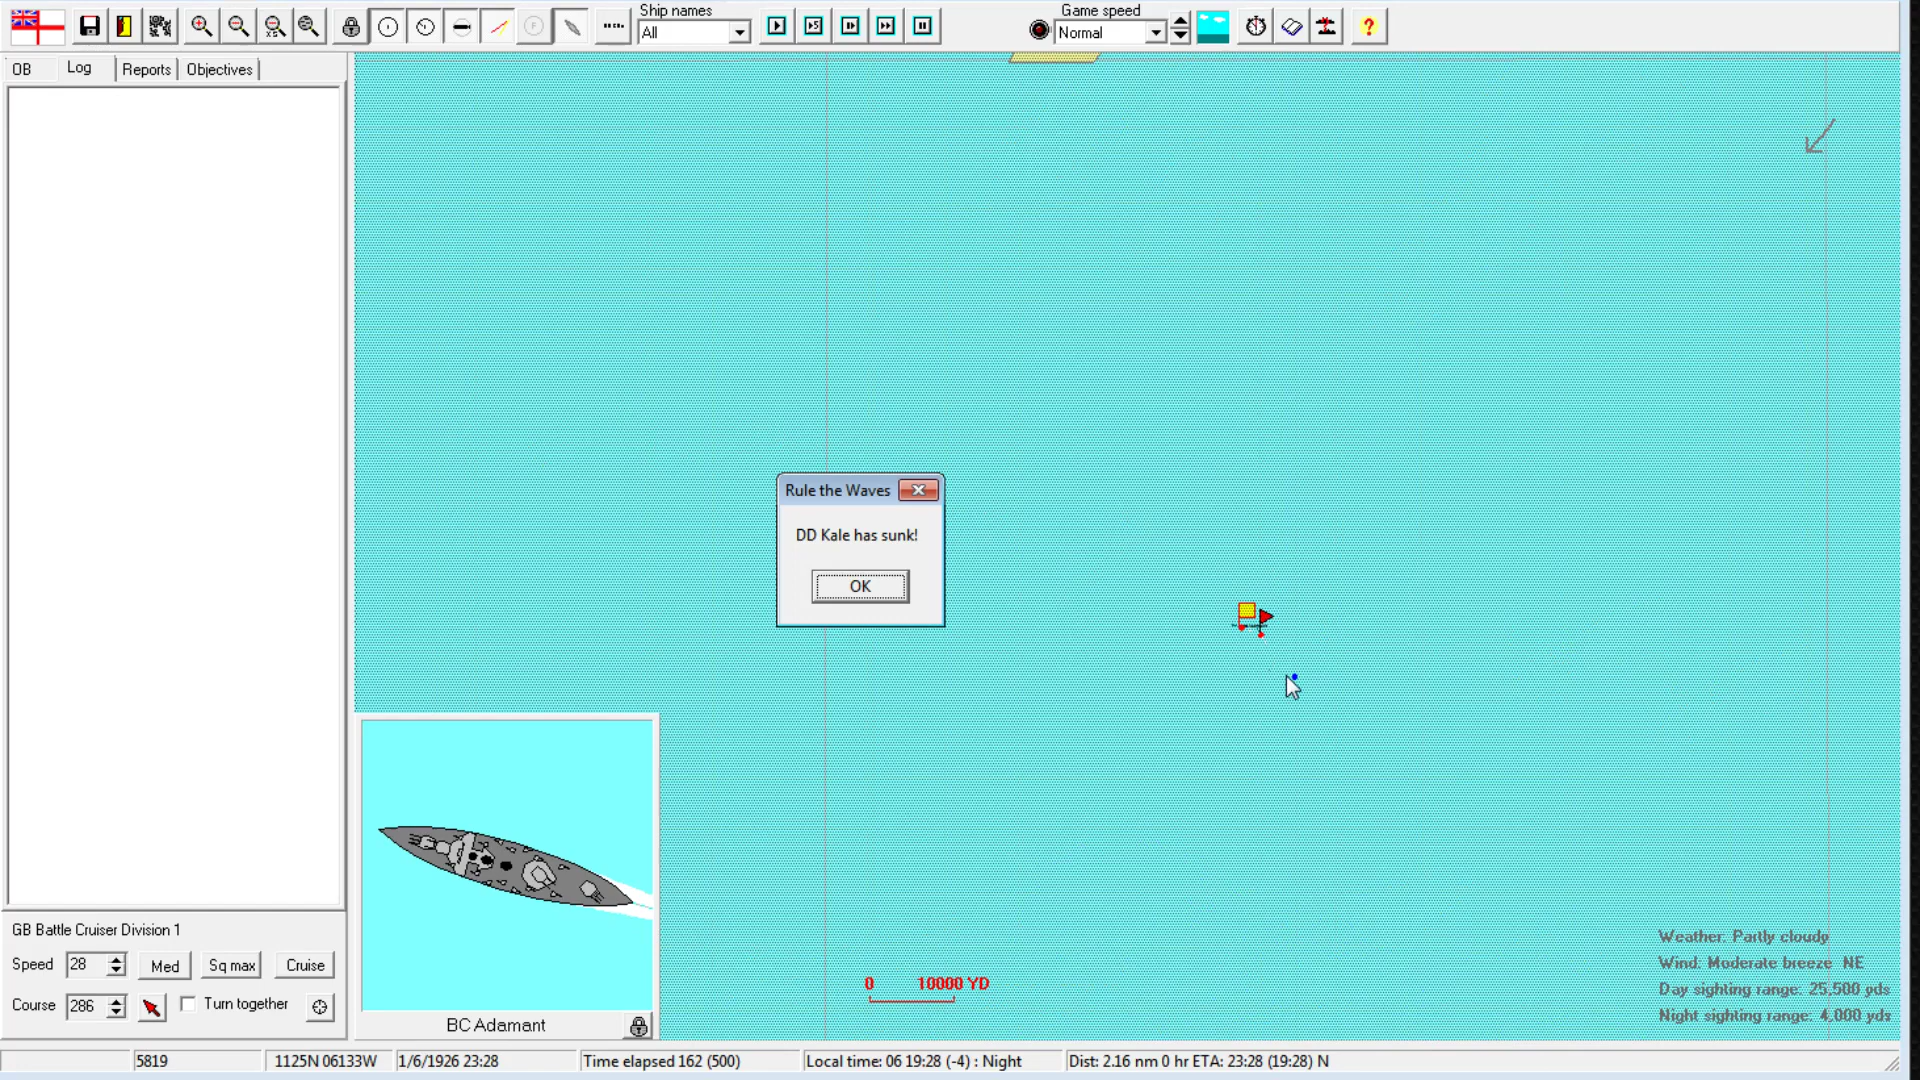 Ship names
All
Game speed
Normal
OB
Log
Reports
Objectives
Rule the Waves
DD Kale has sunk!
OK
GB Battle Cruiser Division 1
Speed
28
Med
Sq max
Cruise
Course
286
Turn together
BC Adamant
0 10000 YD
Weather: Partly cloudy
Wind: Moderate breeze NE
Day sighting range: 25,500 yds
Night sighting range: 4,000 yds
5819
1125N 06133W
1/6/1926 23:28
Time elapsed 162 (500)
Local time: 06 19:28 (-4) : Night
Dist: 2.16 nm 0 hr ETA: 23:28 (19:28) N